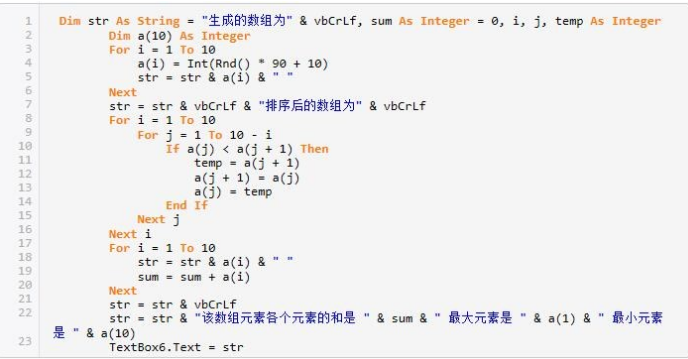 1 Dim str As String = "生成的数组为" & vbCrLf, sum As Integer = 0, i, j, temp As Integer
2 Dim a(10) As Integer
3 For i = 1 To 10
4 a(i) = Int(Rnd() * 90 + 10)
5 str = str & a(i) & " "
6 Next
7 str = str & vbCrLf & "排序后的数组为" & vbCrLf
8 For i = 1 To 10
9 For j = 1 To 10 - i
10 If a(j) < a(j + 1) Then
11 temp = a(j + 1)
12 a(j + 1) = a(j)
13 a(j) = temp
14 End If
15 Next j
16 Next i
17 For i = 1 To 10
18 str = str & a(i) & " "
19 sum = sum + a(i)
20 Next
21 str = str & vbCrLf
22 str = str & "该数组元素各个元素的和是 " & sum & " 最大元素是 " & a(1) & " 最小元素
是 " & a(10)
23 TextBox6.Text = str